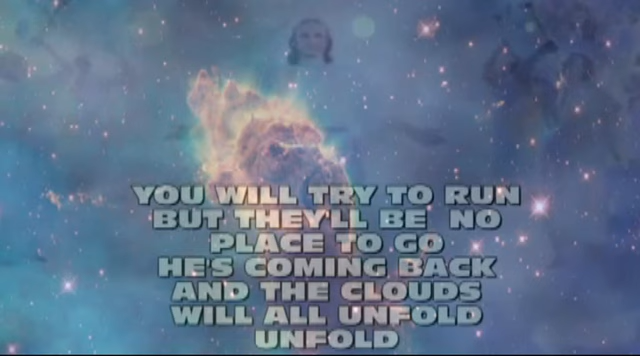 YOU WILL TRY TO RUN
BUT THEY'LL BE NO
PLACE TO GO
HE'S COMING BACK
AND THE CLOUDS
WILL ALL UNFOLD
UNFOLD